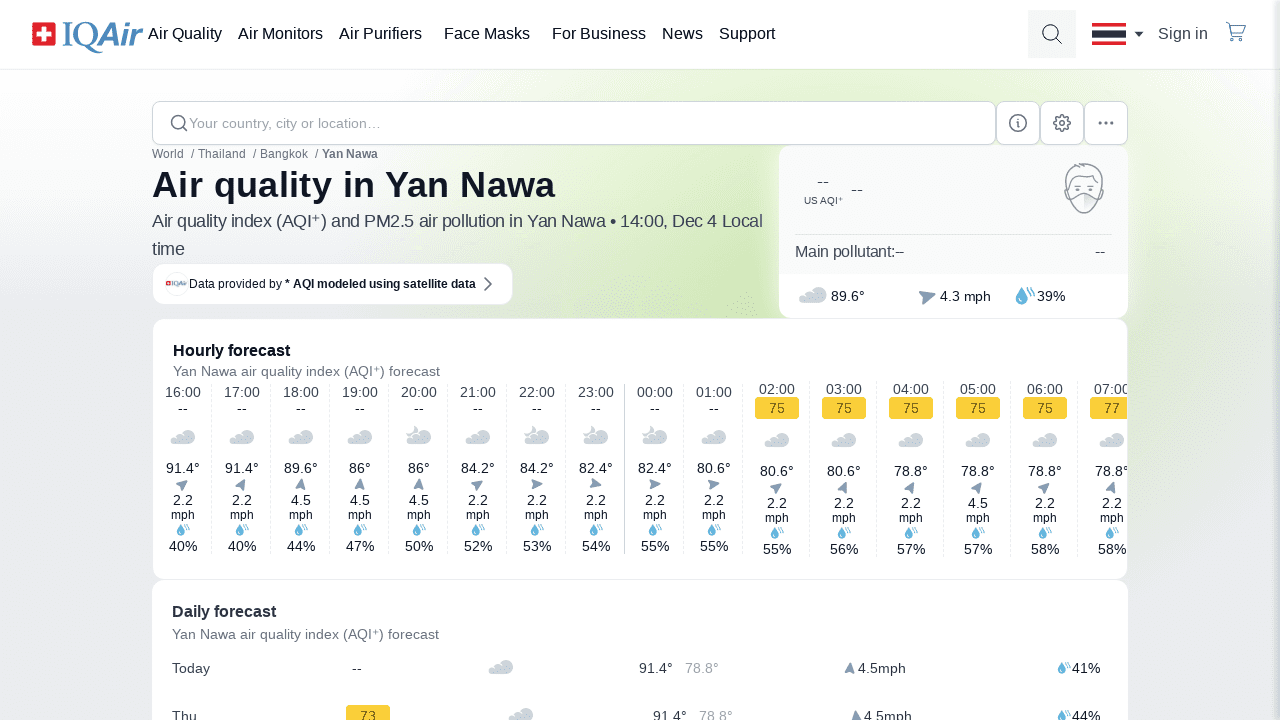 IQAir Air Quality Air Monitors Air Purifiers Face Masks For Business News Support Sign in
Your country, city or location…
World / Thailand / Bangkok / Yan Nawa
Air quality in Yan Nawa
Air quality index (AQI⁺) and PM2.5 air pollution in Yan Nawa • 14:00, Dec 4 Local
time
IQAir Data provided by * AQI modeled using satellite data
-- --
US AQI⁺
Main pollutant:-- --
89.6° 4.3 mph 39%
Hourly forecast
Yan Nawa air quality index (AQI⁺) forecast
16:00 17:00 18:00 19:00 20:00 21:00 22:00 23:00 00:00 01:00 02:00 03:00 04:00 05:00 06:00 07:00
-- -- -- -- -- -- -- -- -- -- 75 75 75 75 75 77
91.4° 91.4° 89.6° 86° 86° 84.2° 84.2° 82.4° 82.4° 80.6° 80.6° 80.6° 78.8° 78.8° 78.8° 78.8°
2.2 2.2 4.5 4.5 4.5 2.2 2.2 2.2 2.2 2.2 2.2 2.2 2.2 4.5 2.2 2.2
mph mph mph mph mph mph mph mph mph mph mph mph mph mph mph mph
40% 40% 44% 47% 50% 52% 53% 54% 55% 55% 55% 56% 57% 57% 58% 58%
Daily forecast
Yan Nawa air quality index (AQI⁺) forecast
Today -- 91.4° 78.8° 4.5mph 41%
Thu 73 91.4° 78.8° 4.5mph 44%